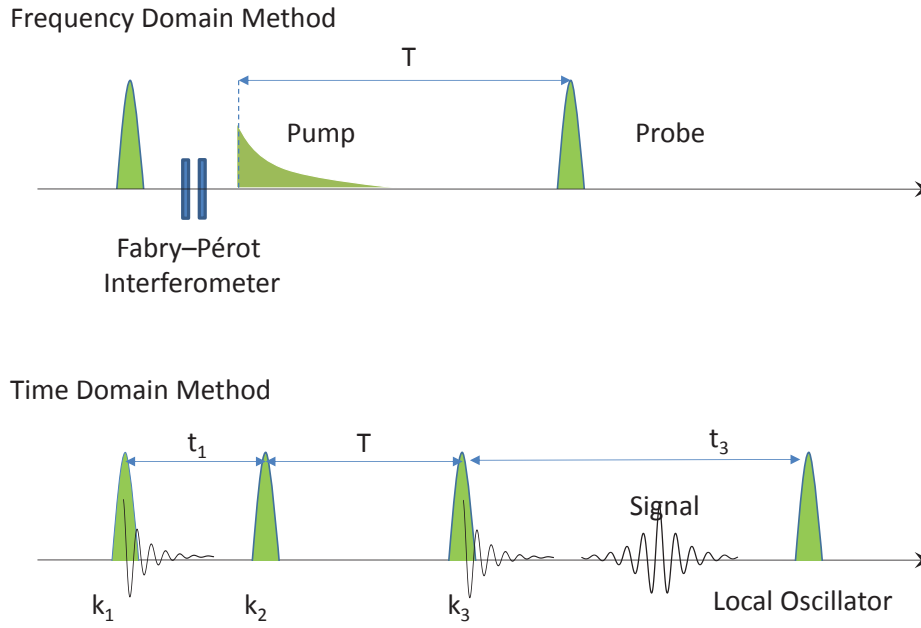 Frequency Domain Method
T
Pump
Probe
Fabry–Pérot
Interferometer
Time Domain Method
t₁
T
t₃
Signal
k₁
k₂
k₃
Local Oscillator